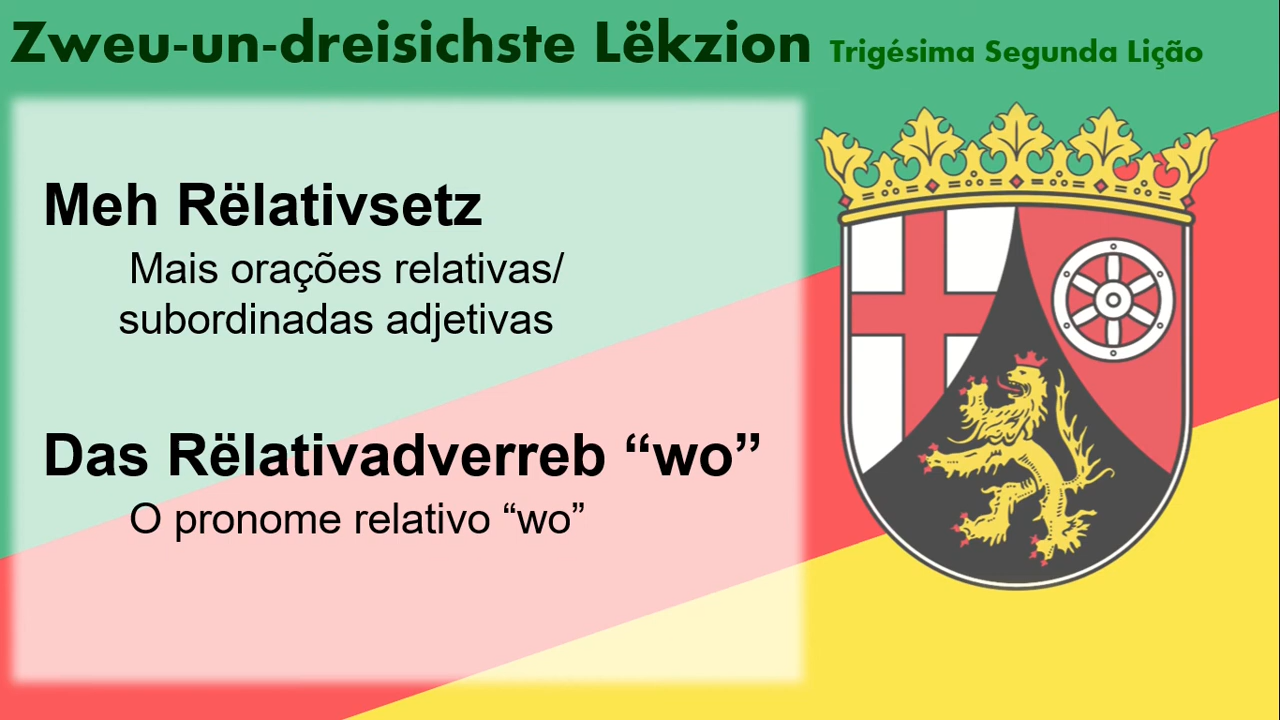 Zweu-un-dreisichste Lëkzion Trigésima Segunda Lição
Meh Rëlativsetz
Mais orações relativas/
subordinadas adjetivas
Das Rëlativadverreb “wo”
O pronome relativo “wo”